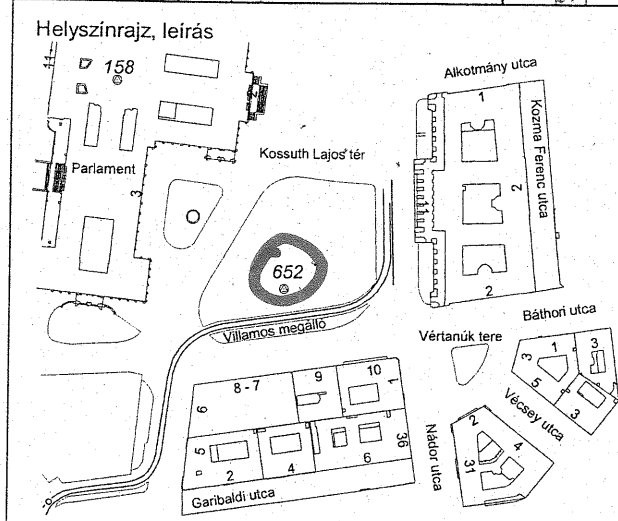 Helyszínrajz, leírás
158
Alkotmány utca
1
Kozma Ferenc utca
Kossuth Lajos tér
Parlament
3
2
2
652
Villamos megálló
Báthori utca
Vértanúk tere
3
1
3
5
3
Vécsey utca
8 - 7
9
10
1
6
5
2
4
6
36
Nádor utca
2
4
31
Garibaldi utca